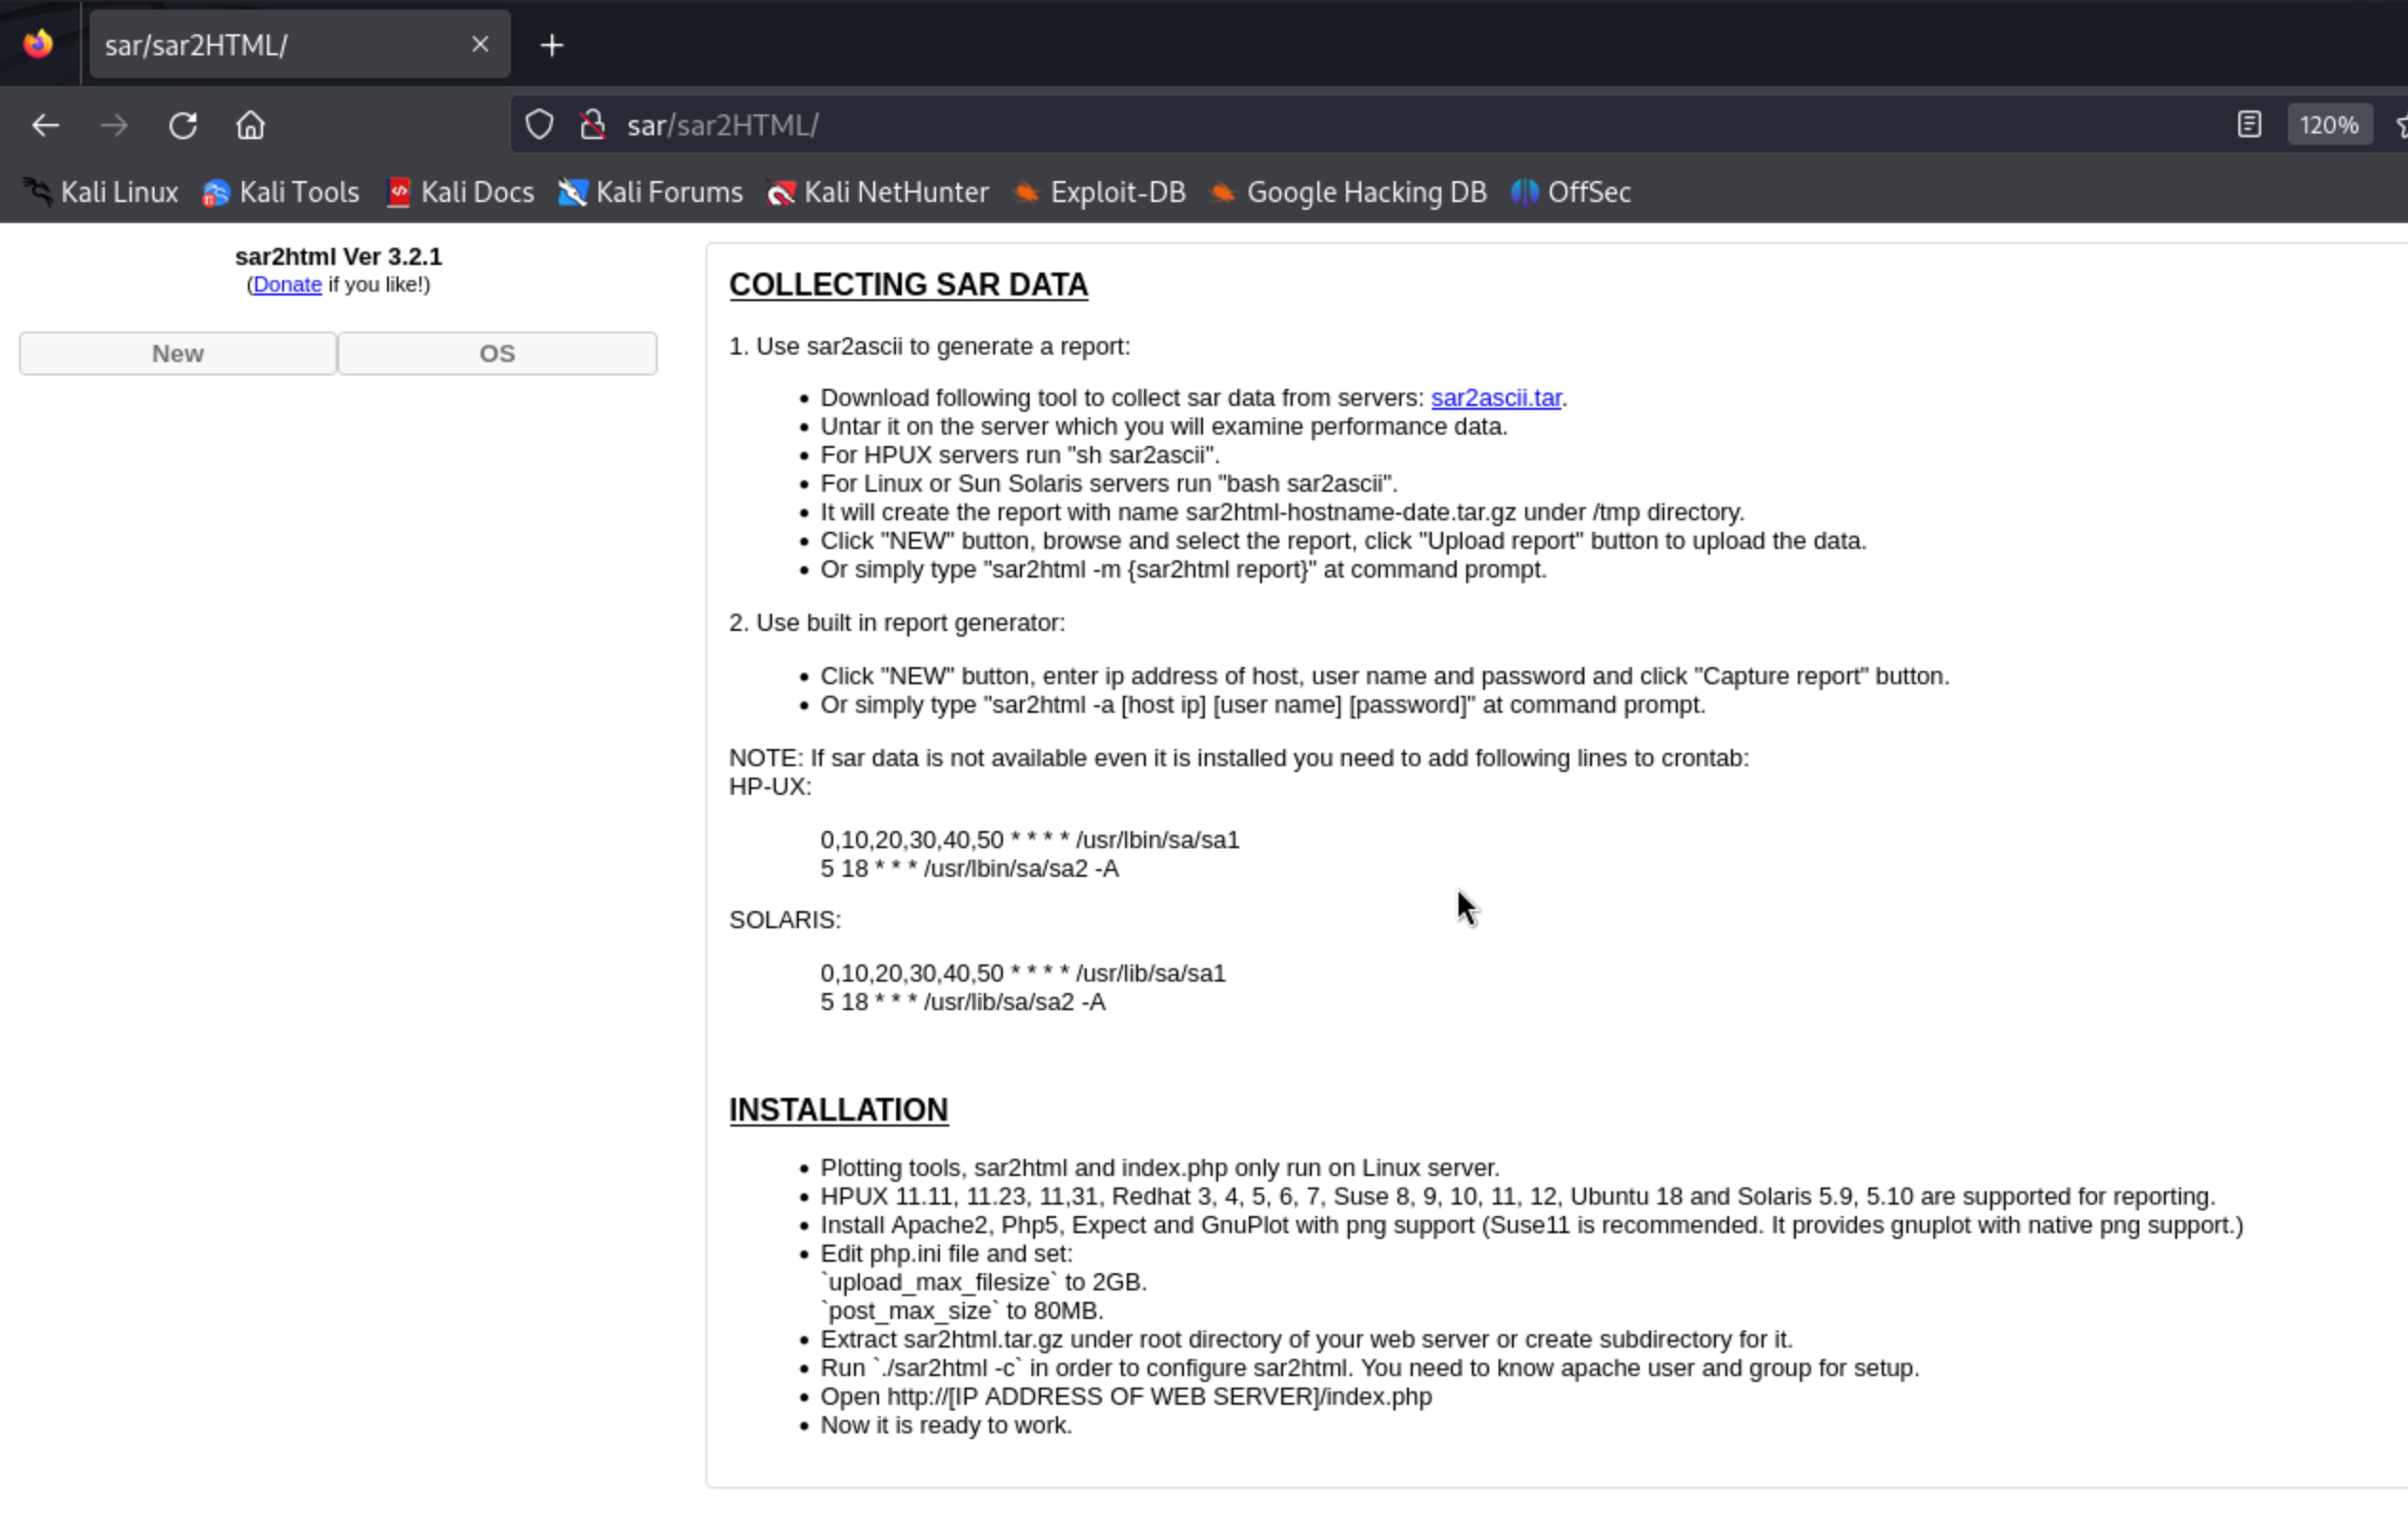 sar/sar2HTML/
sar/sar2HTML/
120%
Kali Linux Kali Tools Kali Docs Kali Forums Kali NetHunter Exploit-DB Google Hacking DB OffSec
sar2html Ver 3.2.1
(Donate if you like!)
New OS
COLLECTING SAR DATA
1. Use sar2ascii to generate a report:
• Download following tool to collect sar data from servers: sar2ascii.tar.
• Untar it on the server which you will examine performance data.
• For HPUX servers run "sh sar2ascii".
• For Linux or Sun Solaris servers run "bash sar2ascii".
• It will create the report with name sar2html-hostname-date.tar.gz under /tmp directory.
• Click "NEW" button, browse and select the report, click "Upload report" button to upload the data.
• Or simply type "sar2html -m {sar2html report}" at command prompt.
2. Use built in report generator:
• Click "NEW" button, enter ip address of host, user name and password and click "Capture report" button.
• Or simply type "sar2html -a [host ip] [user name] [password]" at command prompt.
NOTE: If sar data is not available even it is installed you need to add following lines to crontab:
HP-UX:
0,10,20,30,40,50 * * * * /usr/lbin/sa/sa1
5 18 * * * /usr/lbin/sa/sa2 -A
SOLARIS:
0,10,20,30,40,50 * * * * /usr/lib/sa/sa1
5 18 * * * /usr/lib/sa/sa2 -A
INSTALLATION
• Plotting tools, sar2html and index.php only run on Linux server.
• HPUX 11.11, 11.23, 11,31, Redhat 3, 4, 5, 6, 7, Suse 8, 9, 10, 11, 12, Ubuntu 18 and Solaris 5.9, 5.10 are supported for reporting.
• Install Apache2, Php5, Expect and GnuPlot with png support (Suse11 is recommended. It provides gnuplot with native png support.)
• Edit php.ini file and set:
`upload_max_filesize` to 2GB.
`post_max_size` to 80MB.
• Extract sar2html.tar.gz under root directory of your web server or create subdirectory for it.
• Run `./sar2html -c` in order to configure sar2html. You need to know apache user and group for setup.
• Open http://[IP ADDRESS OF WEB SERVER]/index.php
• Now it is ready to work.